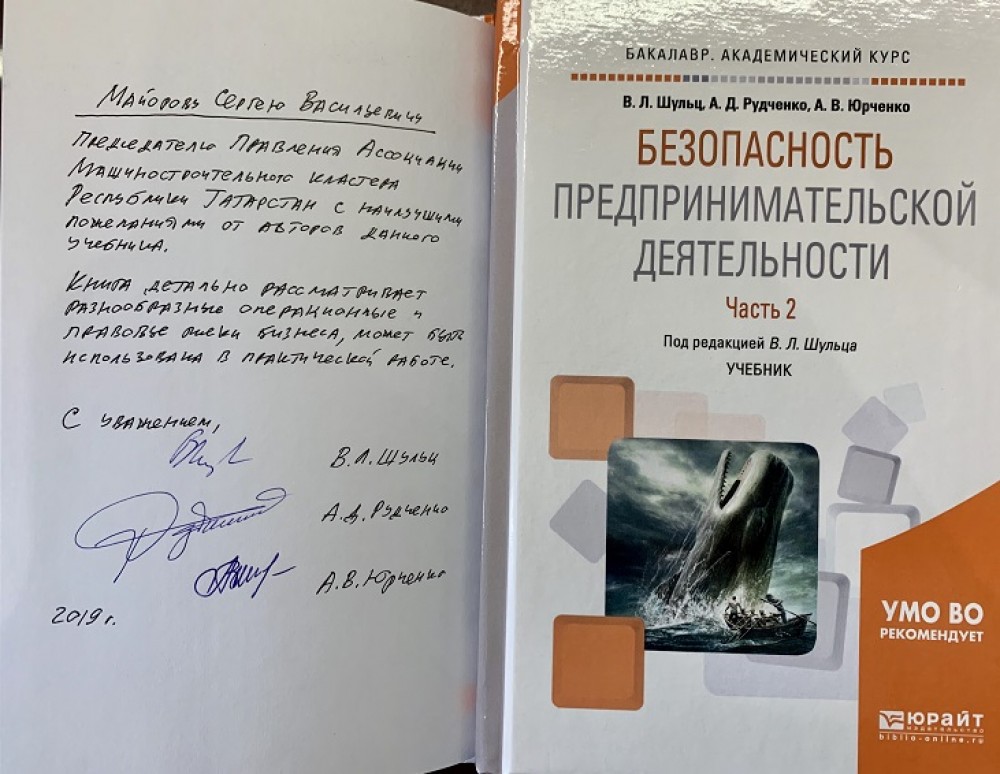 Майорову Сергею Васильевичу
Председателю Правления Ассоциации
Машиностроительного кластера
Республики Татарстан с наилучшими
пожеланиями от авторов данного
учебника.
Книга детально рассматривает
разнообразные операционные и
правовые риски бизнеса, может быть
использована в практической работе.
С уважением,
В.Л. Шульц
А.Д. Рудченко
А.В. Юрченко
2019 г.
БАКАЛАВР. АКАДЕМИЧЕСКИЙ КУРС
В. Л. Шульц, А. Д. Рудченко, А. В. Юрченко
БЕЗОПАСНОСТЬ
ПРЕДПРИНИМАТЕЛЬСКОЙ
ДЕЯТЕЛЬНОСТИ
Часть 2
Под редакцией В. Л. Шульца
УЧЕБНИК
УМО ВО
РЕКОМЕНДУЕТ
ЮРАЙТ
издательство
biblio-online.ru